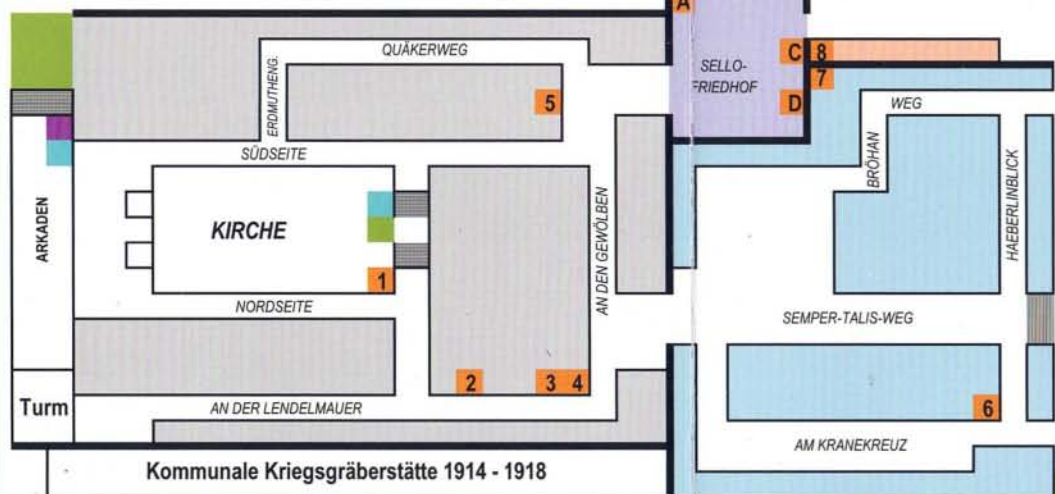 A
QUÄKERWEG
ERDMUTHENG.
SELLO-
FRIEDHOF
C 8
7
D
5
WEG
BRÖHAN
HAEBERLINBLICK
SÜDSEITE
ARKADEN
KIRCHE
1
AN DEN GEWÖLBEN
NORDSEITE
SEMPER-TALIS-WEG
2
3 4
6
Turm
AN DER LENDELMAUER
AM KRANEKREUZ
Kommunale Kriegsgräberstätte 1914 - 1918